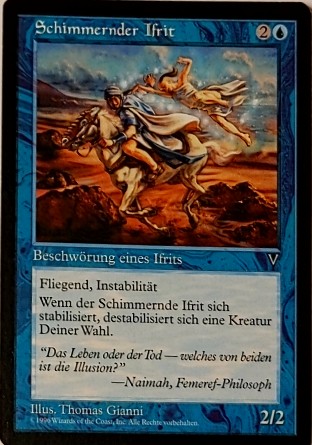 Schimmernder Ifrit 2
Beschwörung eines Ifrits
Fliegend, Instabilität
Wenn der Schimmernde Ifrit sich
stabilisiert, destabilisiert sich eine Kreatur
Deiner Wahl.
"Das Leben oder der Tod — welches von beiden
ist die Illusion?"
—Naimah, Femeref-Philosoph
Illus. Thomas Gianni
©1996 Wizards of the Coast, Inc. Alle Rechte vorbehalten.
2/2